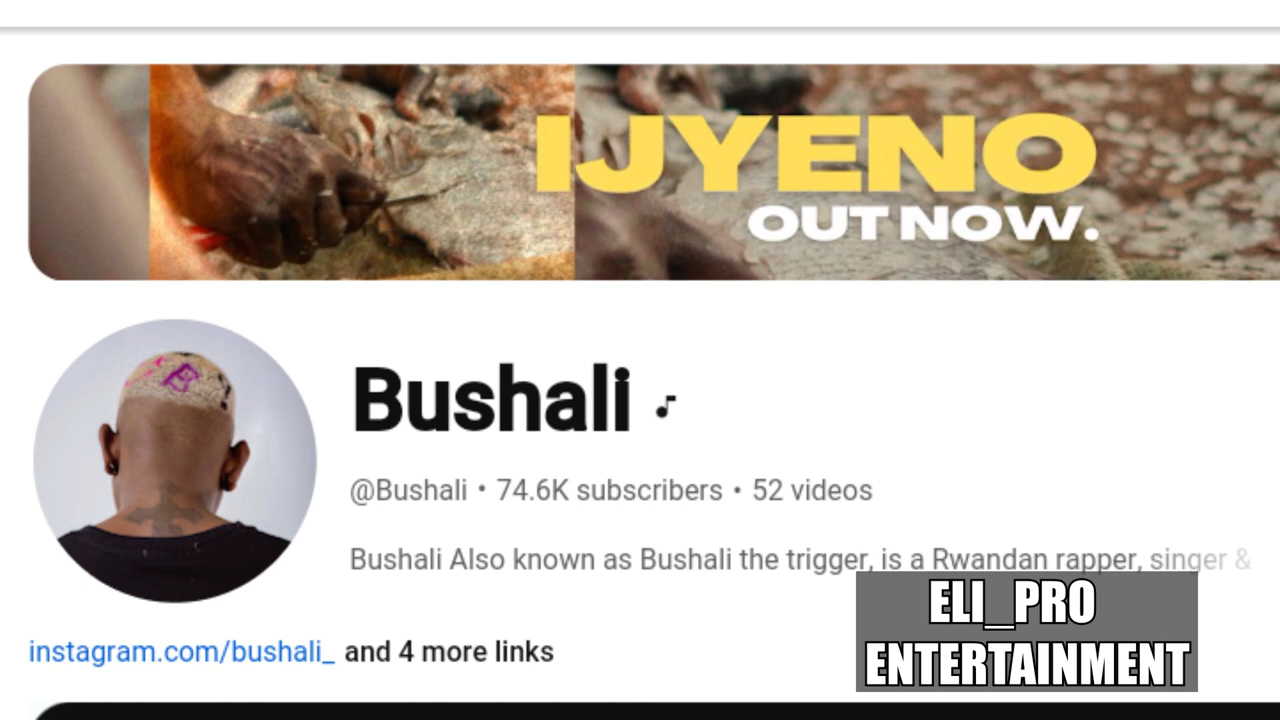 IJYENO
OUT NOW.
B
Bushali
@Bushali • 74.6K subscribers • 52 videos
Bushali Also known as Bushali the trigger, is a Rwandan rapper, singer &
instagram.com/bushali_ and 4 more links
ELI_PRO
ENTERTAINMENT